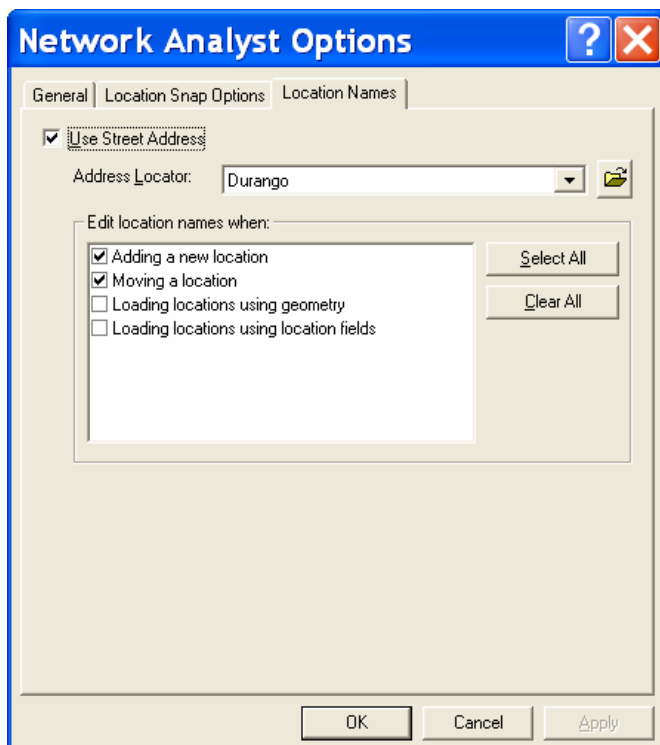 Network Analyst Options ?
General Location Snap Options Location Names
Use Street Address
Address Locator: Durango
Edit location names when:
Adding a new location Select All
Moving a location
Loading locations using geometry Clear All
Loading locations using location fields
OK Cancel Apply